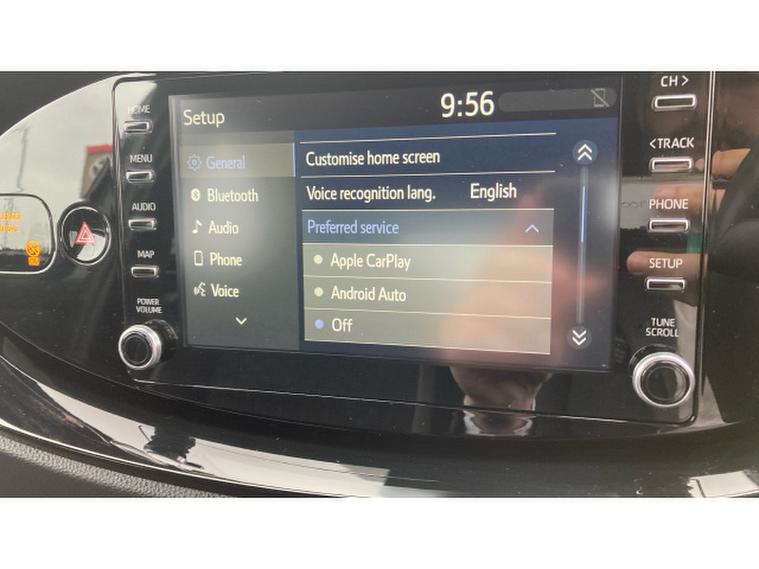 HOME
MENU
AUDIO
MAP
POWER
VOLUME
Setup
9:56
General
Bluetooth
Audio
Phone
Voice
Customise home screen
Voice recognition lang. English
Preferred service
Apple CarPlay
Android Auto
Off
CH >
< TRACK
PHONE
SETUP
TUNE
SCROLL